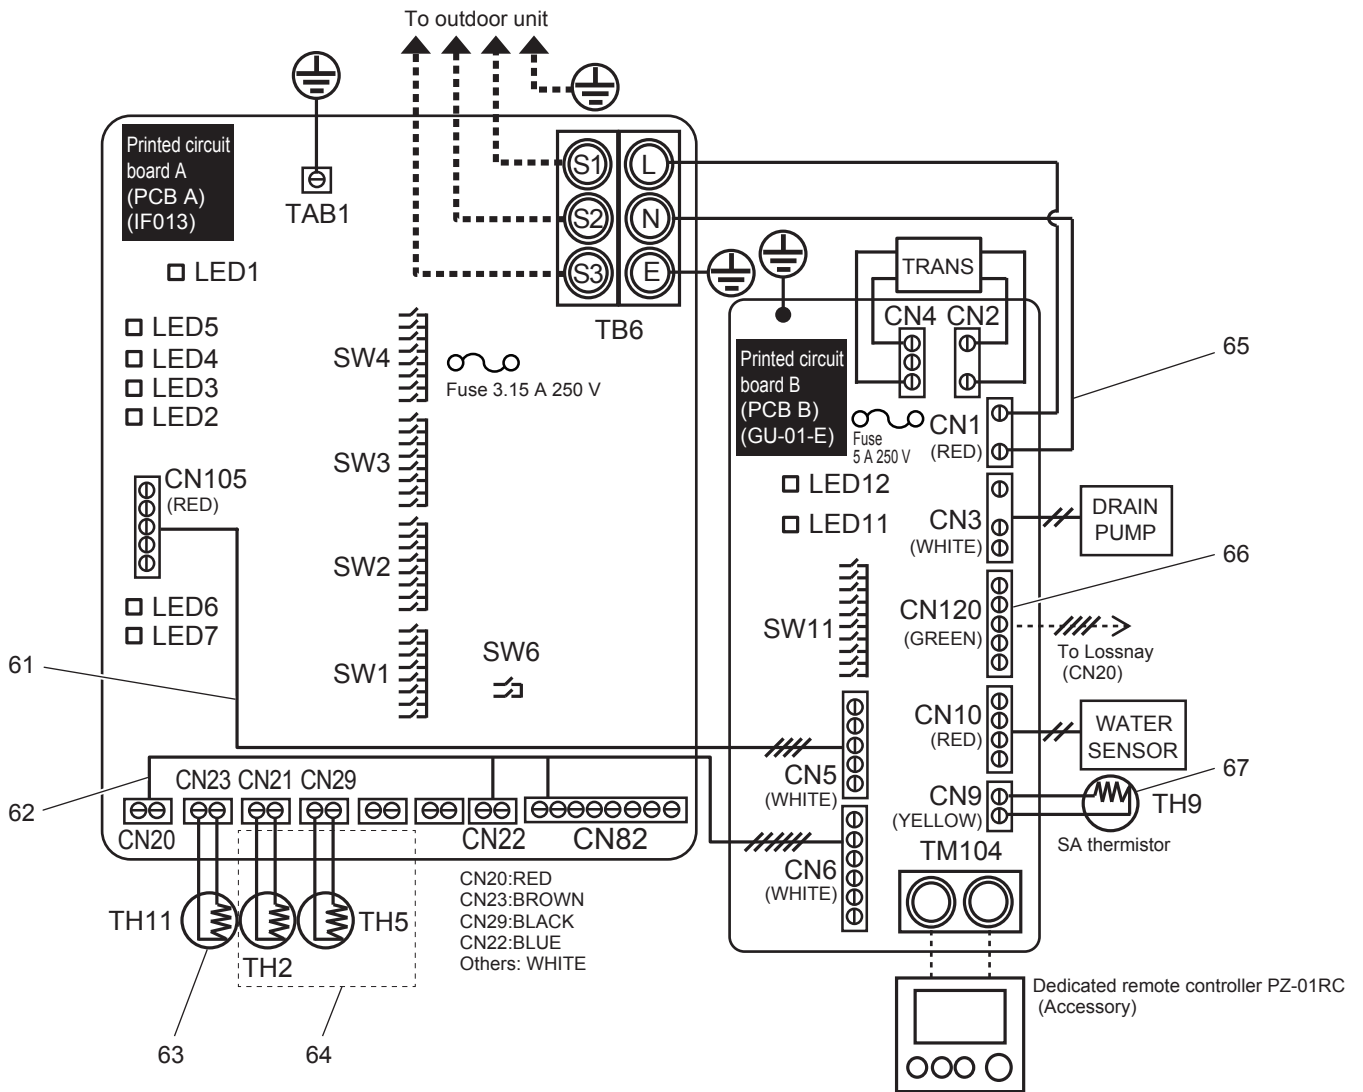 To outdoor unit
Printed circuit
board A
(PCB A)
(IF013)
TAB1
S1
L
S2
N
S3
E
TB6
LED1
LED5
LED4
LED3
LED2
SW4
Fuse 3.15 A 250 V
SW3
CN105
(RED)
SW2
LED6
LED7
SW1
SW6
61
62
CN23
CN21
CN29
CN20
CN22
CN82
TH11
TH2
TH5
CN20:RED
CN23:BROWN
CN29:BLACK
CN22:BLUE
Others: WHITE
63
64
TRANS
CN4
CN2
Printed circuit
board B
(PCB B)
(GU-01-E)
Fuse
5 A 250 V
CN1
(RED)
65
LED12
LED11
CN3
(WHITE)
DRAIN
PUMP
66
SW11
CN120
(GREEN)
To Lossnay
(CN20)
CN10
(RED)
WATER
SENSOR
CN5
(WHITE)
67
CN9
(YELLOW)
TH9
SA thermistor
TM104
CN6
(WHITE)
Dedicated remote controller PZ-01RC
(Accessory)